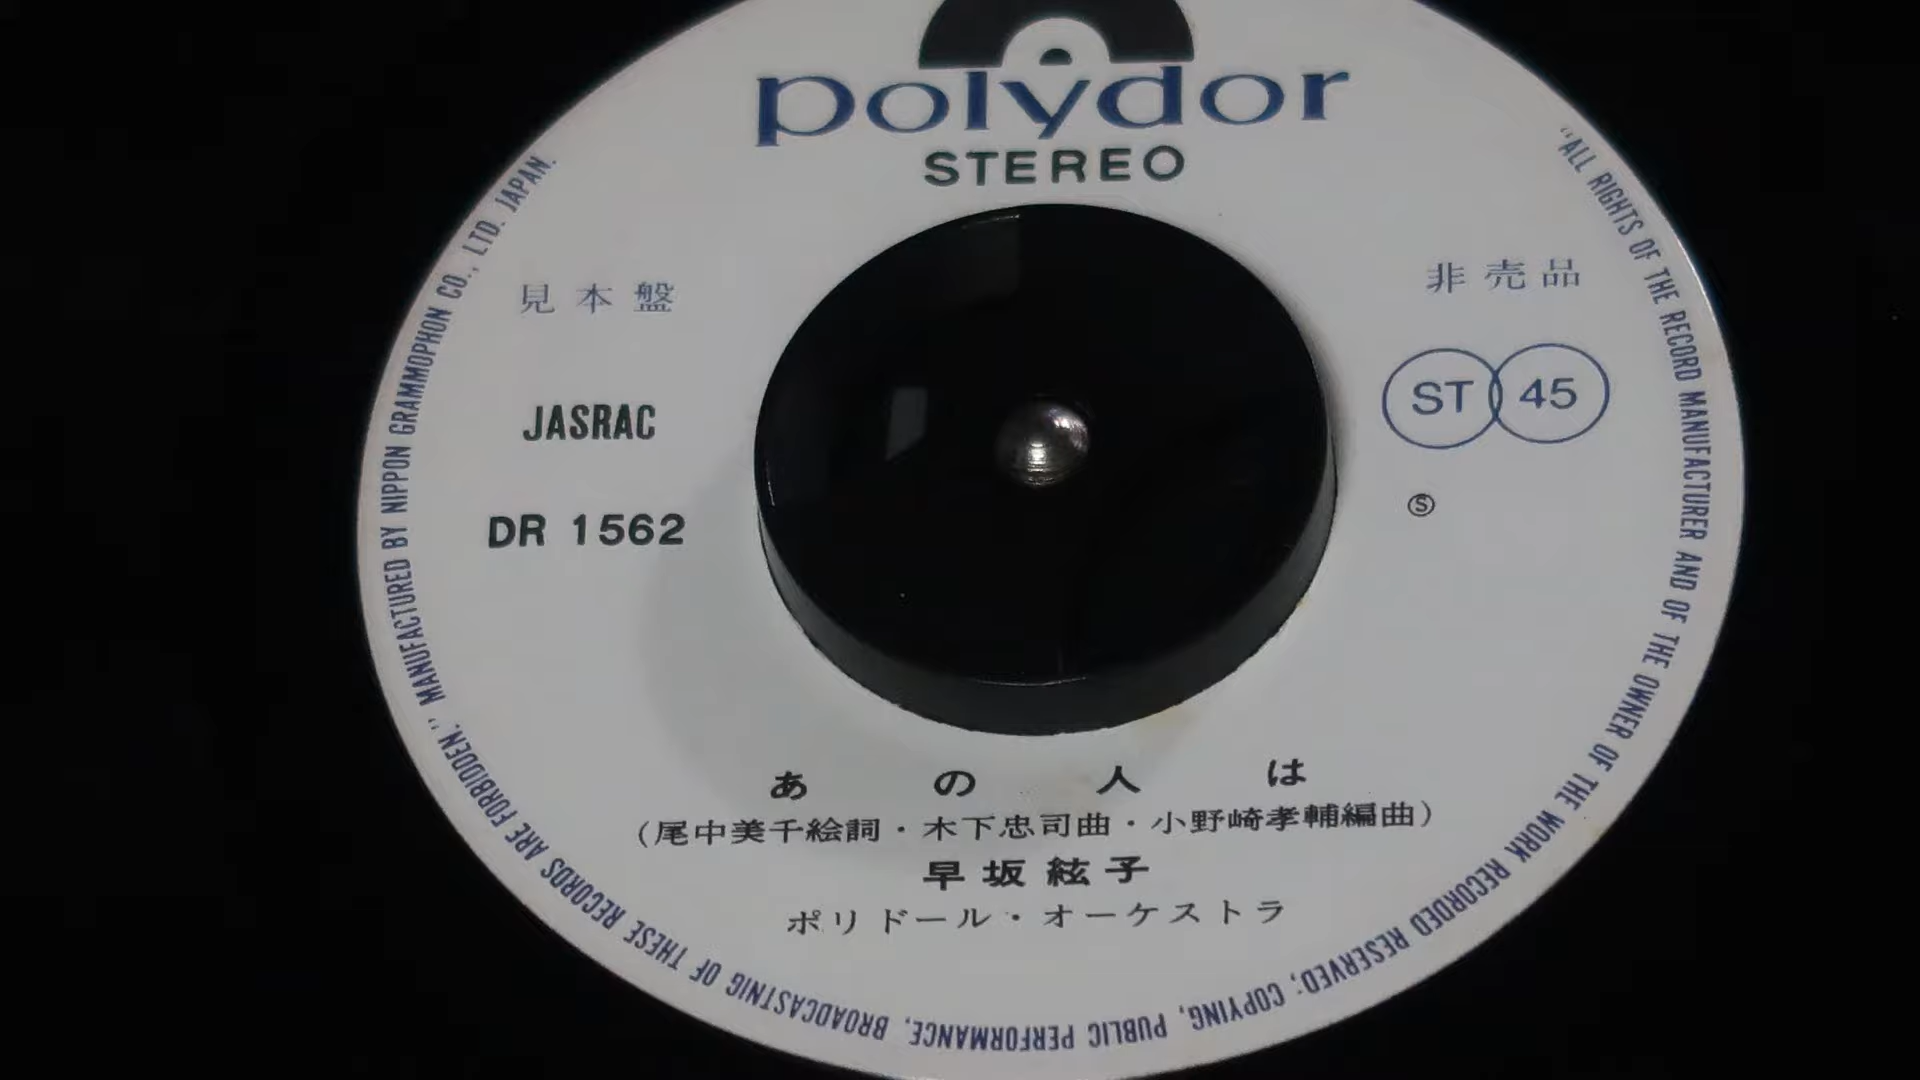 polydor
STEREO
見本盤
非売品
JASRAC
ST 45
DR 1562
Ⓢ
あの人は
(尾中美千絵詞・木下忠司曲・小野崎孝輔編曲)
早坂絃子
ポリドール・オーケストラ
"ALL RIGHTS OF THE RECORD MANUFACTURER AND OF THE OWNER OF THE WORK RECORDED RESERVED; COPYING, PUBLIC PERFORMANCE, BROADCASTNIG OF THESE RECORDS ARE FORBIDDEN." MANUFACTURED BY NIPPON GRAMMOPHON CO., LTD. JAPAN.